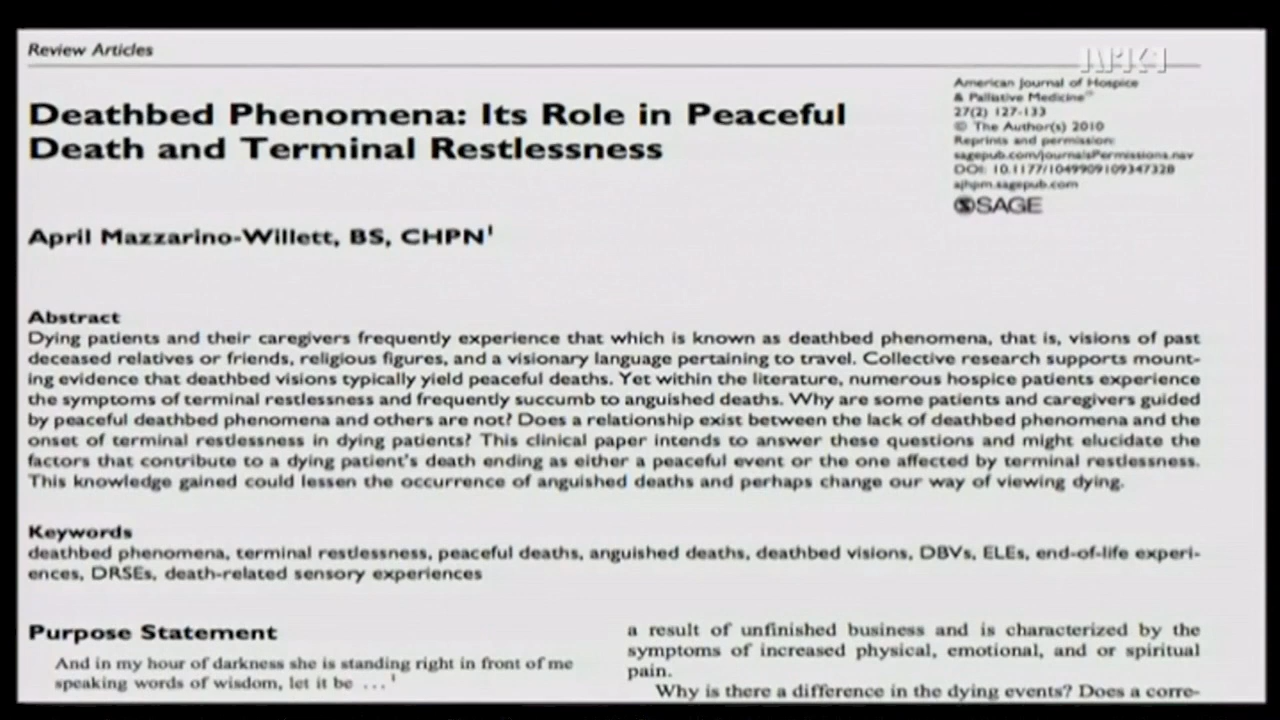 Review Articles
NRK1
Deathbed Phenomena: Its Role in Peaceful
Death and Terminal Restlessness
American Journal of Hospice
& Palliative Medicine
27(2) 127-133
© The Author(s) 2010
Reprints and permission:
sagepub.com/journalsPermissions.nav
DOI: 10.1177/1049909109347328
ajhpm.sagepub.com
SAGE
April Mazzarino-Willett, BS, CHPN¹
Abstract
Dying patients and their caregivers frequently experience that which is known as deathbed phenomena, that is, visions of past
deceased relatives or friends, religious figures, and a visionary language pertaining to travel. Collective research supports mount-
ing evidence that deathbed visions typically yield peaceful deaths. Yet within the literature, numerous hospice patients experience
the symptoms of terminal restlessness and frequently succumb to anguished deaths. Why are some patients and caregivers guided
by peaceful deathbed phenomena and others are not? Does a relationship exist between the lack of deathbed phenomena and the
onset of terminal restlessness in dying patients? This clinical paper intends to answer these questions and might elucidate the
factors that contribute to a dying patient's death ending as either a peaceful event or the one affected by terminal restlessness.
This knowledge gained could lessen the occurrence of anguished deaths and perhaps change our way of viewing dying.
Keywords
deathbed phenomena, terminal restlessness, peaceful deaths, anguished deaths, deathbed visions, DBVs, ELEs, end-of-life experi-
ences, DRSEs, death-related sensory experiences
Purpose Statement
And in my hour of darkness she is standing right in front of me
speaking words of wisdom, let it be ...¹
a result of unfinished business and is characterized by the
symptoms of increased physical, emotional, and or spiritual
pain.
Why is there a difference in the dying events? Does a corre-